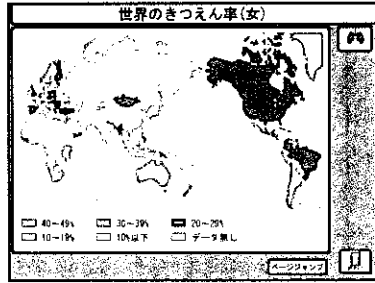 世界のきつえん率(女)
40〜49% 30〜39% 20〜29%
10〜19% 10%以下 データ無し
ページジャンプ